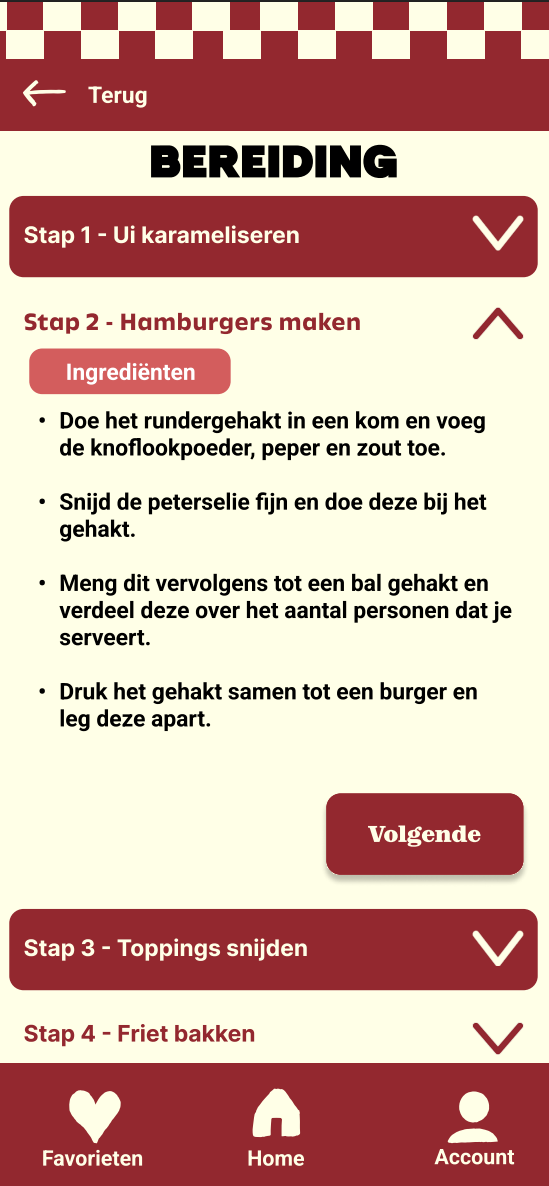 Terug
BEREIDING
Stap 1 - Ui karameliseren
Stap 2 - Hamburgers maken
Ingrediënten
• Doe het rundergehakt in een kom en voeg
de knoflookpoeder, peper en zout toe.
• Snijd de peterselie fijn en doe deze bij het
gehakt.
• Meng dit vervolgens tot een bal gehakt en
verdeel deze over het aantal personen dat je
serveert.
• Druk het gehakt samen tot een burger en
leg deze apart.
Volgende
Stap 3 - Toppings snijden
Stap 4 - Friet bakken
Favorieten Home Account